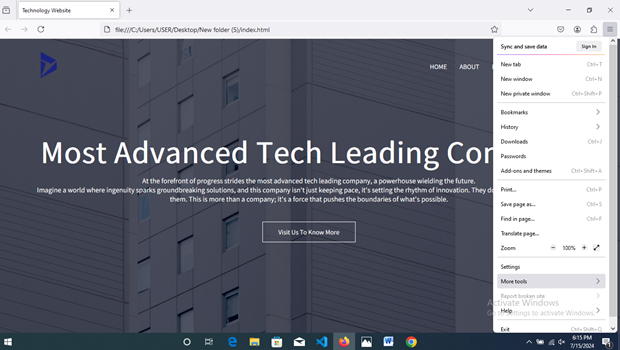 Technology Website
file:///C:/Users/USER/Desktop/New folder (5)/index.html
HOME ABOUT
Most Advanced Tech Leading Con
At the forefront of progress strides the most advanced tech leading company, a powerhouse wielding the future.
Imagine a world where ingenuity sparks groundbreaking solutions, and this company isn't just keeping pace, it's setting the rhythm of innovation. They do
them. This is more than a company; it's a force that pushes the boundaries of what's possible.
Visit Us To Know More
Sync and save data Sign In
New tab Ctrl+T
New window Ctrl+N
New private window Ctrl+Shift+P
Bookmarks
History
Downloads Ctrl+J
Passwords
Add-ons and themes Ctrl+Shift+A
Print... Ctrl+P
Save page as... Ctrl+S
Find in page... Ctrl+F
Translate page...
Zoom 100%
Settings
More tools
Report broken site
Activate Windows
Go to Settings to activate Windows.
Help
Exit Ctrl+Shift+Q
6:15 PM
7/15/2024